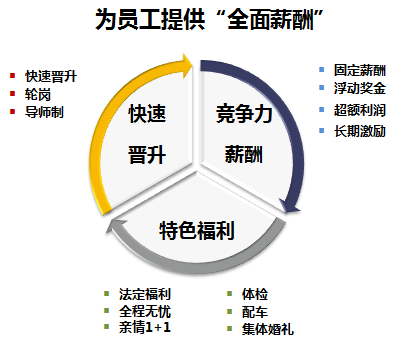 为员工提供“全面薪酬”
快速晋升
轮岗
导师制
固定薪酬
浮动奖金
超额利润
长期激励
快速
晋升
竞争力
薪酬
特色福利
法定福利
全程无忧
亲情1+1
体检
配车
集体婚礼